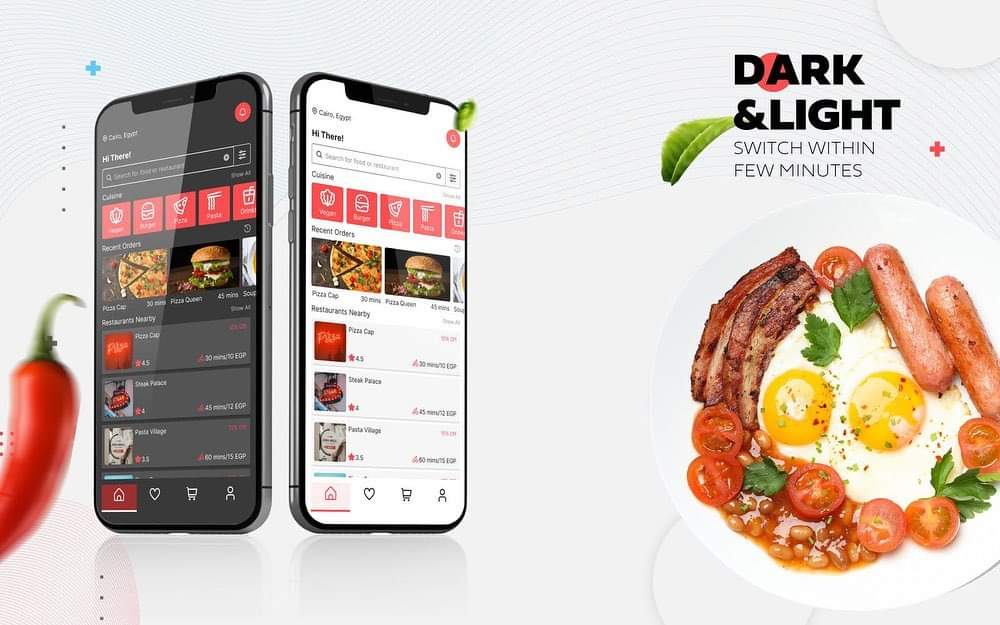 DARK
&LIGHT
SWITCH WITHIN
FEW MINUTES
Cairo, Egypt
Hi There!
Search for food or restaurant
Cuisine
Show All
Vegan
Burger
Pizza
Pasta
Drink
Recent Orders
Pizza Cap
30 mins
Pizza Queen
45 mins
Soup
Restaurants Nearby
Show All
Pizza Cap
10% Off
4.5
30 mins/10 EGP
Steak Palace
4
45 mins/12 EGP
Pasta Village
3.5
60 mins/15 EGP
Cairo, Egypt
Hi There!
Search for food or restaurant
Cuisine
Show All
Vegan
Burger
Pizza
Pasta
Recent Orders
Pizza Cap
30 mins
Pizza Queen
45 mins
Sou
Restaurants Nearby
Show All
Pizza Cap
10% Off
4.5
30 mins/10 EGP
Steak Palace
4
45 mins/12 EGP
Pasta Village
3.5
60 mins/15 EGP